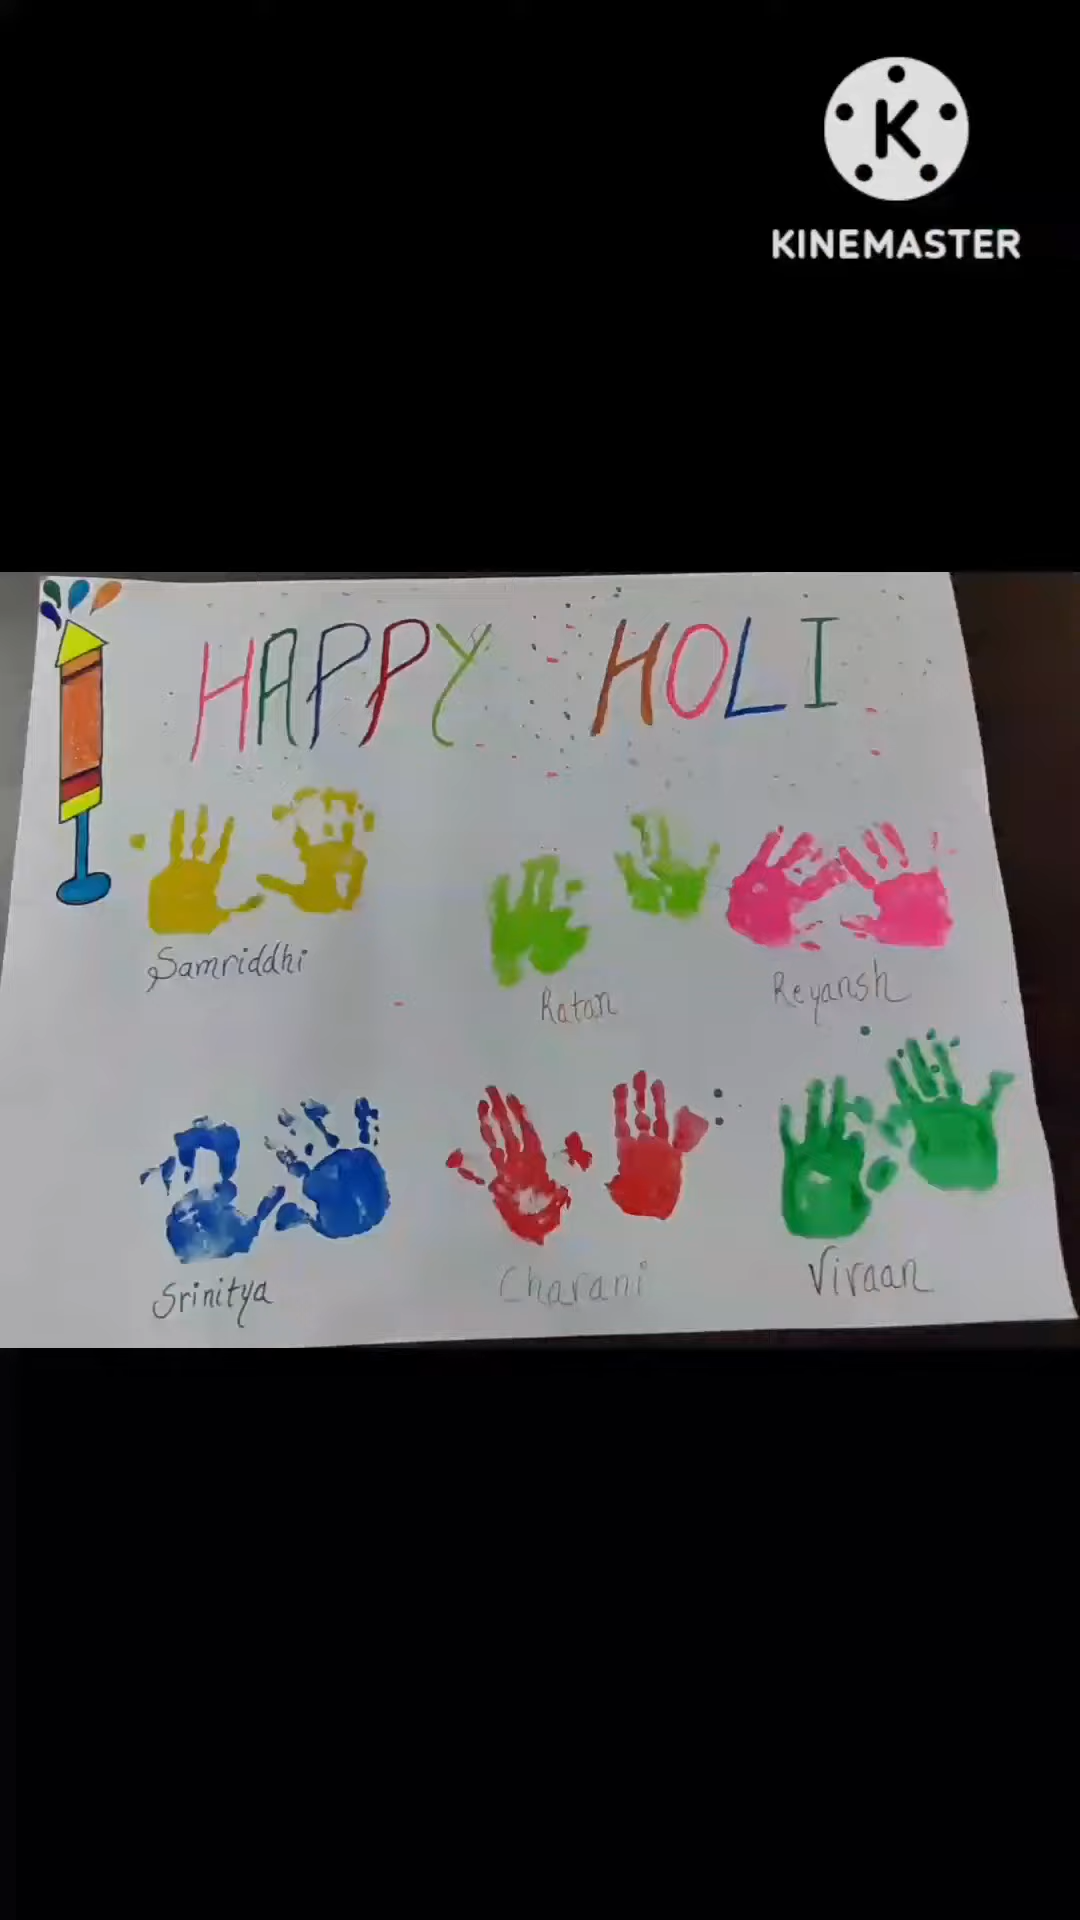 K
KINEMASTER
HAPPY HOLI
Samriddhi
Ratan
Reyansh
Srinitya
Charani
Viraan